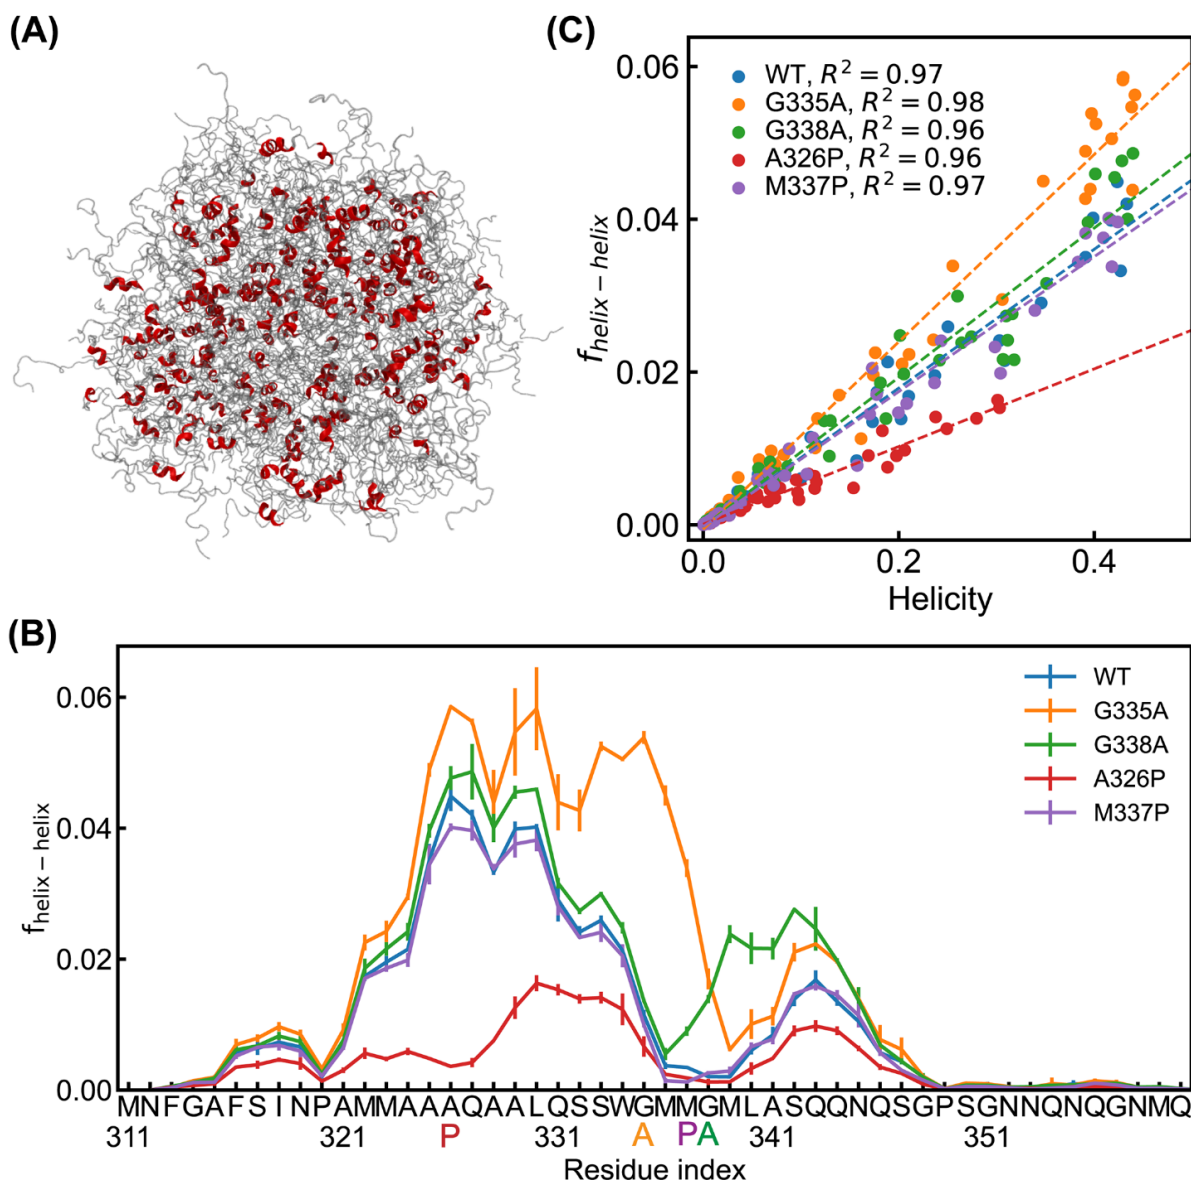 (A)
(C)
0.06
0.04
0.02
0.00
f helix − helix
WT, R² = 0.97
G335A, R² = 0.98
G338A, R² = 0.96
A326P, R² = 0.96
M337P, R² = 0.97
0.0 0.2 0.4
Helicity
(B)
0.06
0.04
0.02
0.00
f helix − helix
WT
G335A
G338A
A326P
M337P
MNFGAFSINPAMMAAAQAALQSSWGMMGMLASQQNQSGPSGNNQNQGNMQ
311 321 P 331 A P A 341 351
Residue index